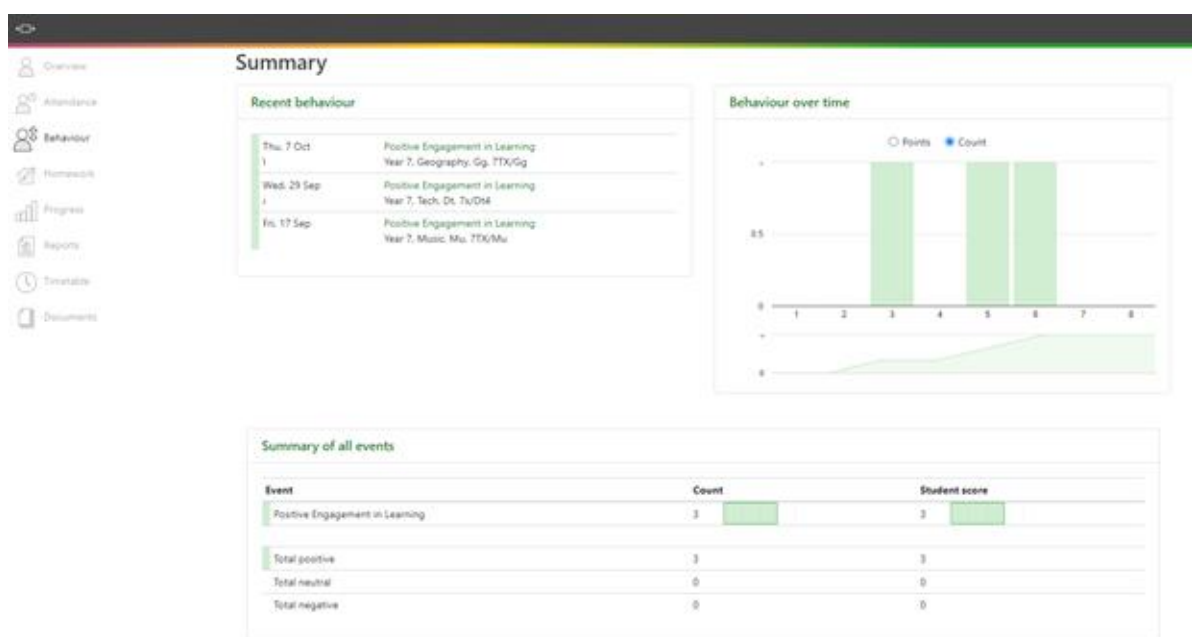 Overview
Attendance
Behaviour
Homework
Progress
Reports
Timetable
Documents
Summary
Recent behaviour
Thu. 7 Oct
Positive Engagement in Learning
Year 7, Geography, Gg, 7TX/Gg
Wed. 29 Sep
Positive Engagement in Learning
Year 7, Tech, Dt, 7x/Dt4
Fri. 17 Sep
Positive Engagement in Learning
Year 7, Music, Mu, 7TX/Mu
Behaviour over time
Points Count
0.5
0
1 2 3 4 5 6 7 8
0
Summary of all events
Event Count Student score
Positive Engagement in Learning 3 3
Total positive 3 3
Total neutral 0 0
Total negative 0 0